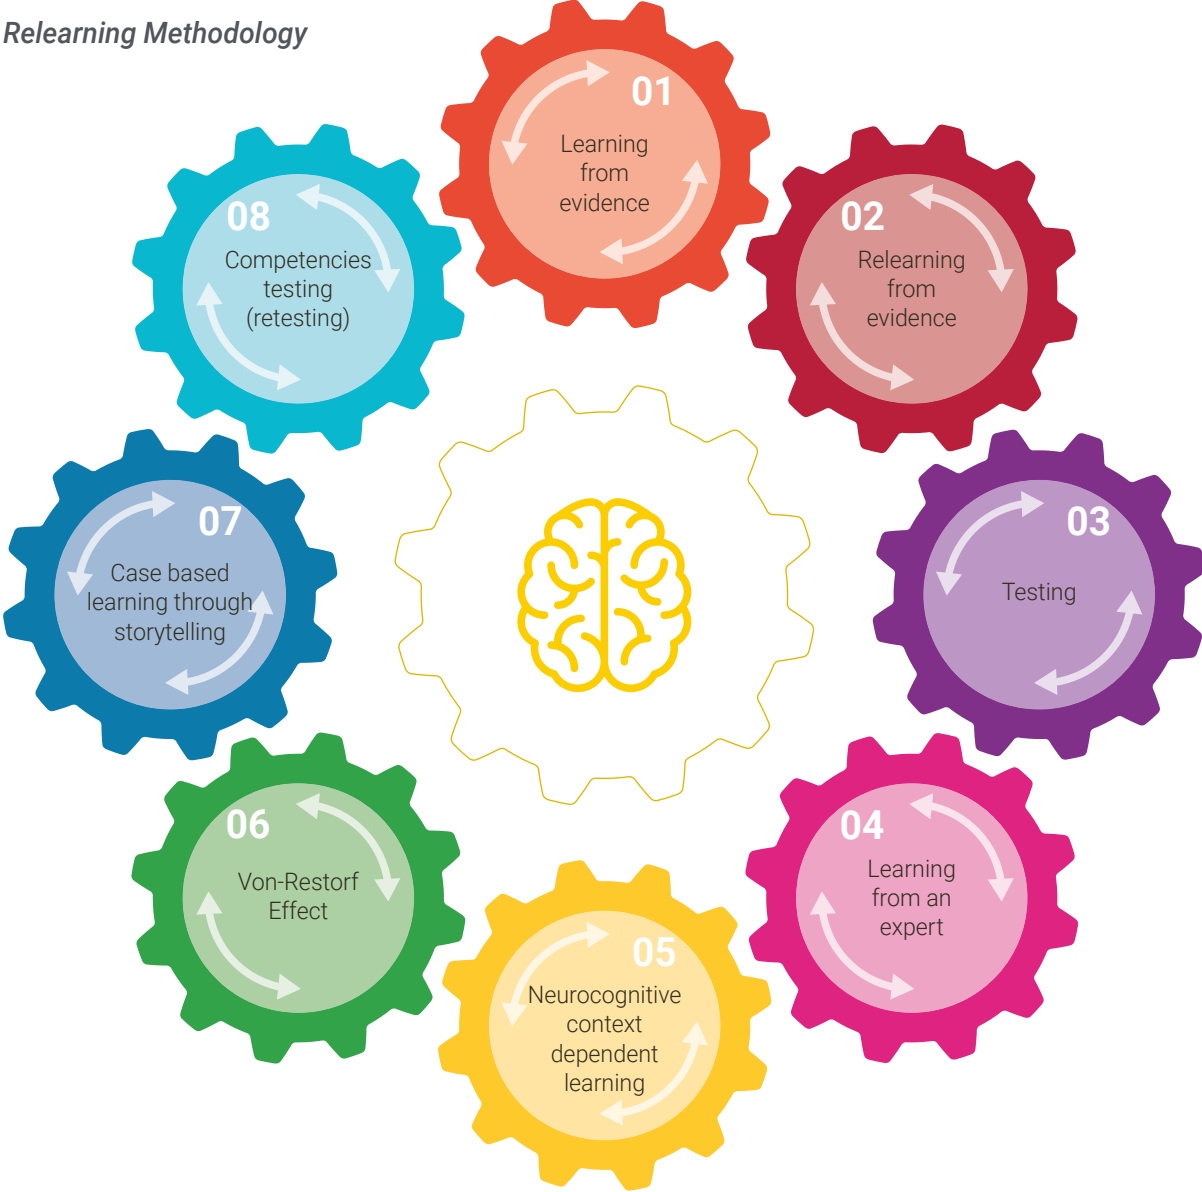 Relearning Methodology
01
Learning
from
evidence
02
Relearning
from
evidence
03
Testing
04
Learning
from an
expert
05
Neurocognitive
context
dependent
learning
06
Von-Restorf
Effect
07
Case based
learning through
storytelling
08
Competencies
testing
(retesting)